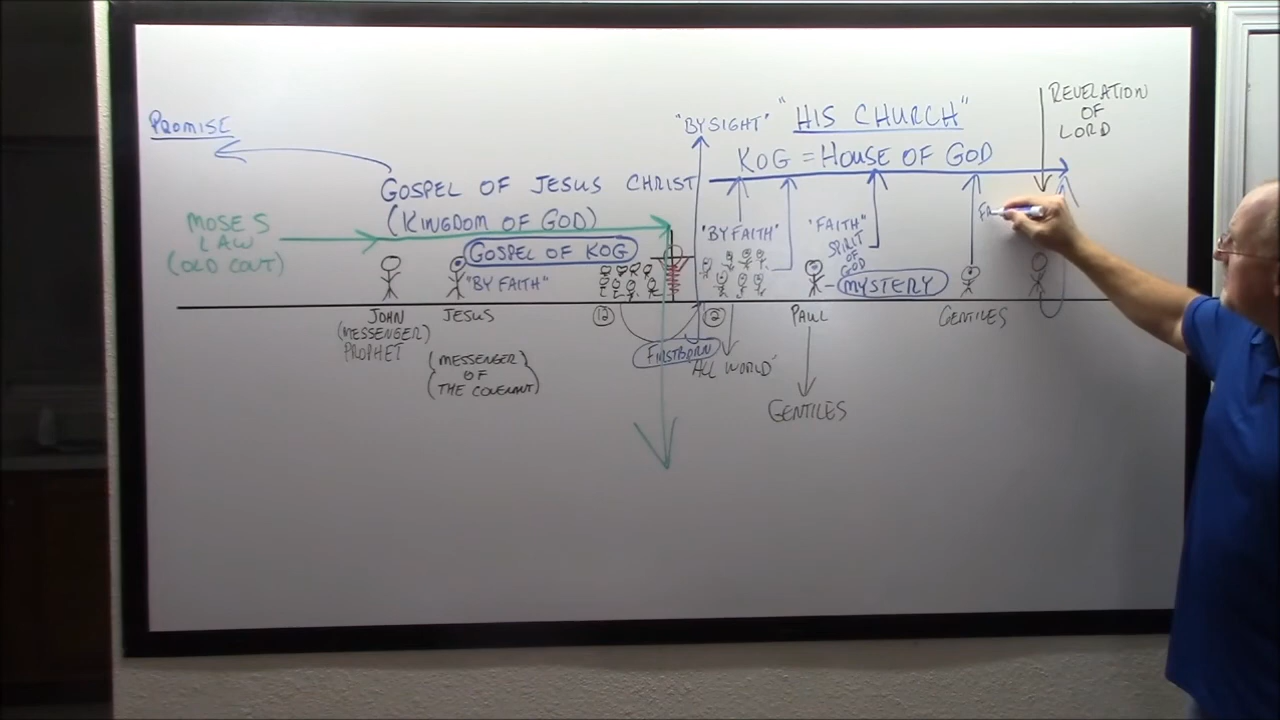 PROMISE
MOSES
LAW
(OLD COVT)
GOSPEL OF JESUS CHRIST
(KINGDOM OF GOD)
GOSPEL OF KOG
"BY FAITH"
JOHN
(MESSENGER)
PROPHET
JESUS
(MESSENGER
OF
THE COVENANT)
12
FIRSTBORN
"BY SIGHT"
"HIS CHURCH"
KOG = HOUSE OF GOD
"BY FAITH"
12
ALL WORLD"
"FAITH"
SPIRIT
OF
GOD
MYSTERY
PAUL
GENTILES
GENTILES
REVELATION
OF
LORD